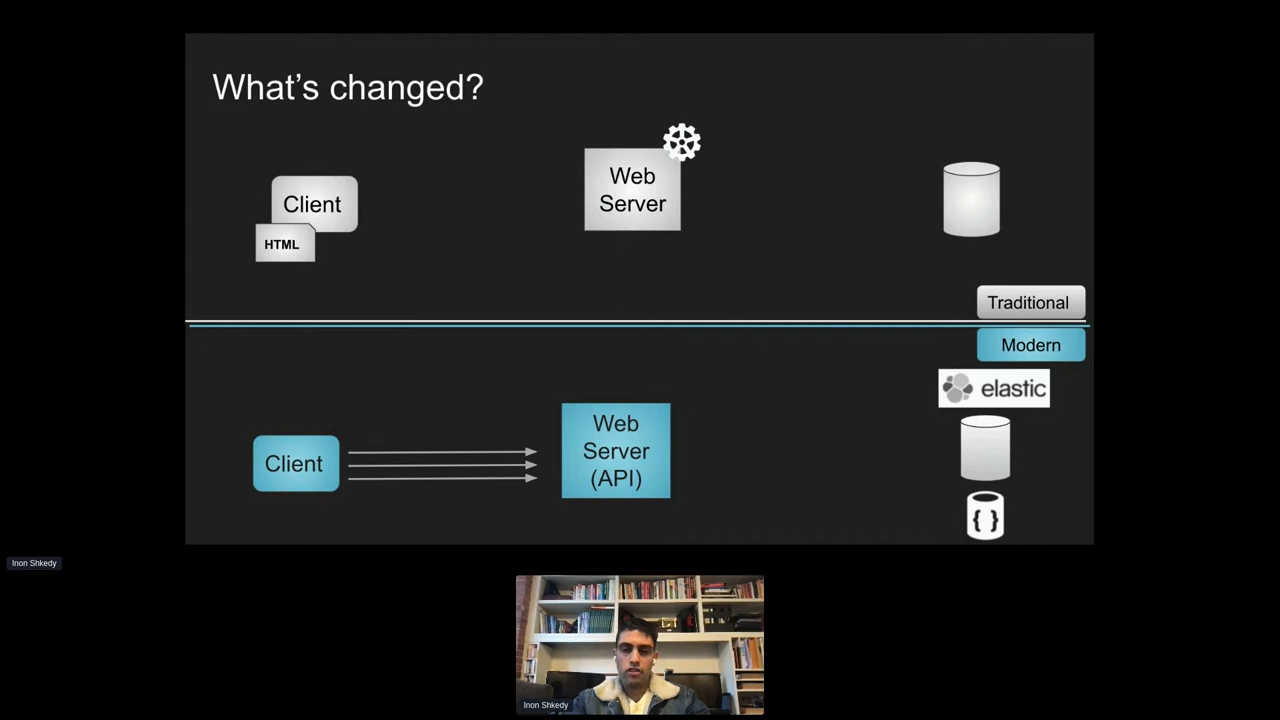 What's changed?
Web
Server
Client
HTML
Traditional
Modern
elastic
Web
Server
(API)
Client
{ }
Inon Shkedy
Inon Shkedy